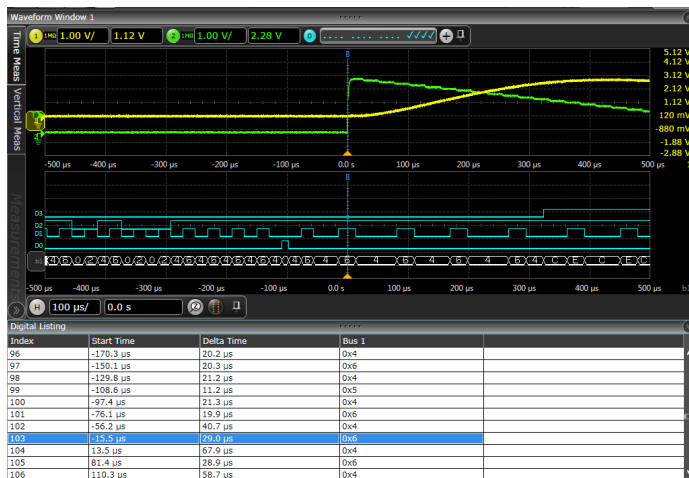 Waveform Window 1
1 1MΩ 1.00 V/ 1.12 V 2 1MΩ 1.00 V/ 2.28 V D
Time Meas
Vertical Meas
Measurements
5.12 V
4.12 V
3.12 V
2.12 V
1.12 V
120 mV
-880 mV
-1.88 V
-2.88 V
-500 µs -400 µs -300 µs -200 µs -100 µs 0.0 s 100 µs 200 µs 300 µs 400 µs 500 µs
D3
D2
D1
D0
b1
-500 µs -400 µs -300 µs -200 µs -100 µs 0.0 s 100 µs 200 µs 300 µs 400 µs 500 µs b1
H 100 µs/ 0.0 s
Digital Listing
Index Start Time Delta Time Bus 1
96 -170.3 µs 20.2 µs 0x4
97 -150.1 µs 20.3 µs 0x6
98 -129.8 µs 21.2 µs 0x4
99 -108.6 µs 11.2 µs 0x5
100 -97.4 µs 21.3 µs 0x4
101 -76.1 µs 19.9 µs 0x6
102 -56.2 µs 40.7 µs 0x4
103 -15.5 µs 29.0 µs 0x6
104 13.5 µs 67.9 µs 0x4
105 81.4 µs 28.9 µs 0x6
106 110.3 µs 58.7 µs 0x4